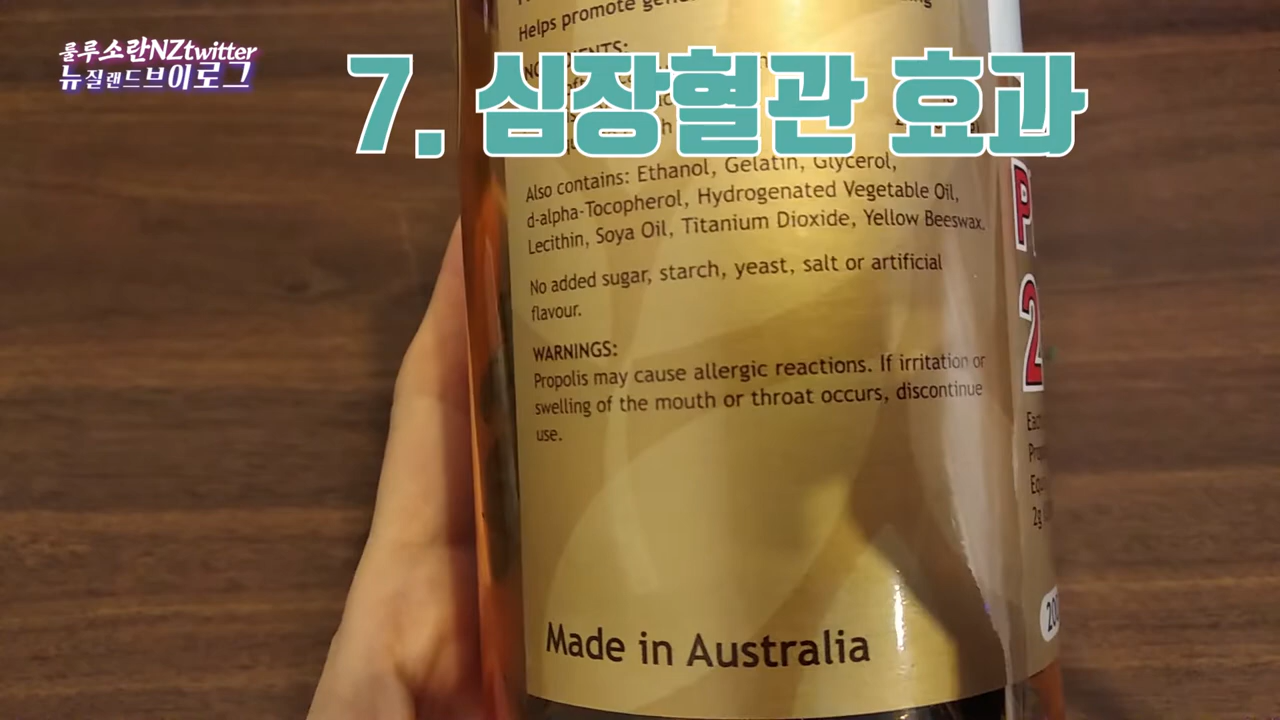 룰루소란NZtwitter
뉴질랜드브이로그
7. 심장혈관 효과
Helps promote
Also contains: Ethanol, Gelatin, Glycerol,
d-alpha-Tocopherol, Hydrogenated Vegetable Oil,
Lecithin, Soya Oil, Titanium Dioxide, Yellow Beeswax.
No added sugar, starch, yeast, salt or artificial
flavour.
WARNINGS:
Propolis may cause allergic reactions. If irritation or
swelling of the mouth or throat occurs, discontinue
use.
Made in Australia